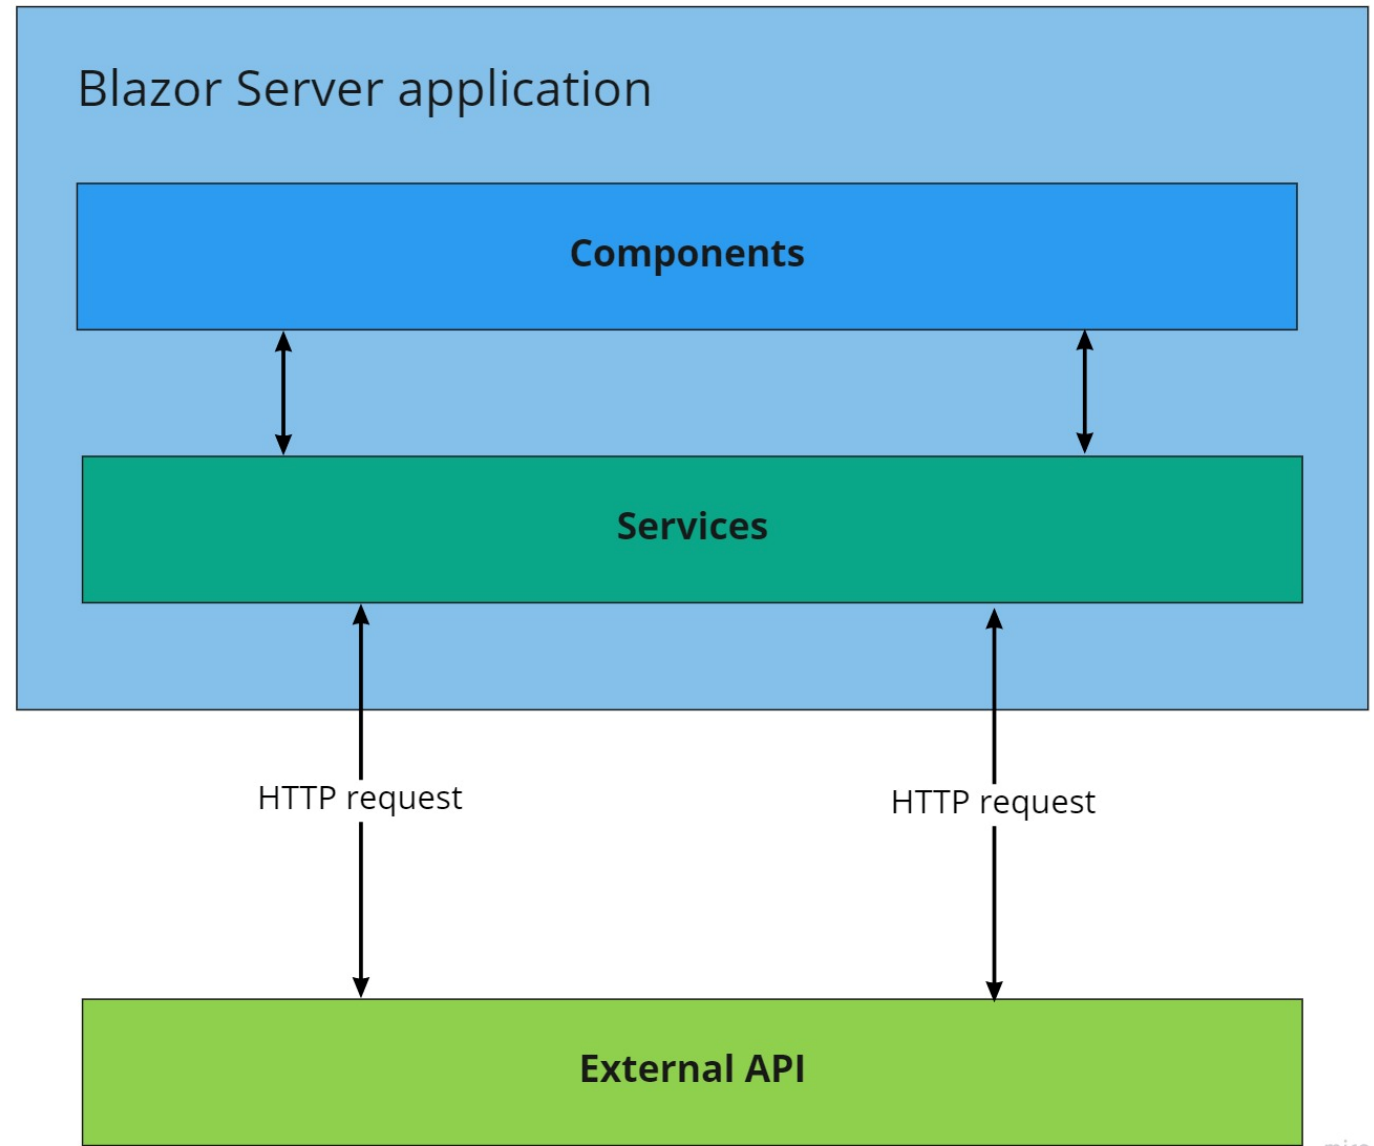 Blazor Server application
Components
Services
HTTP request
HTTP request
External API